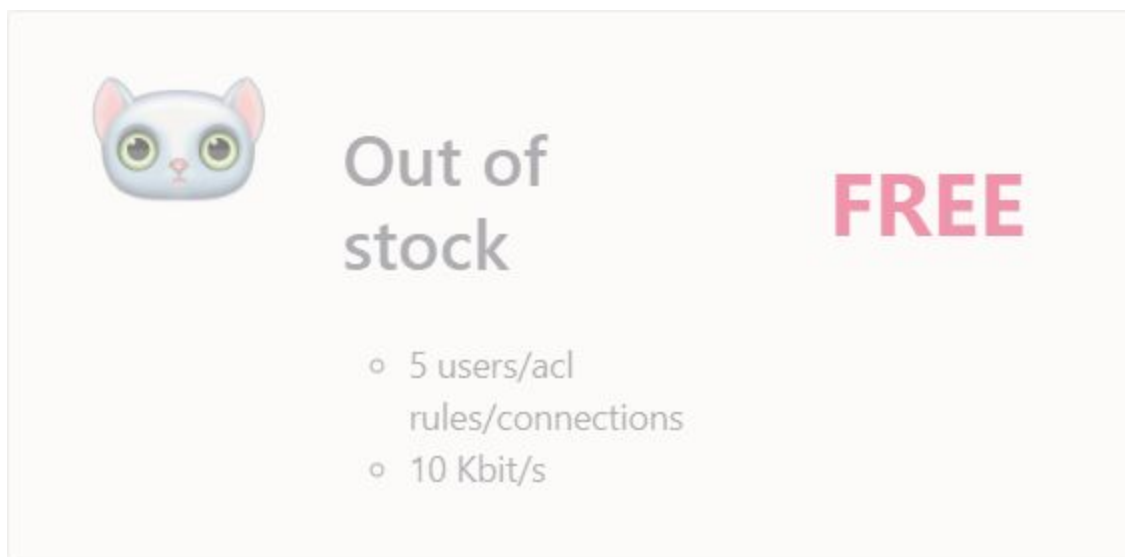 Out of
stock
FREE
5 users/acl
rules/connections
10 Kbit/s